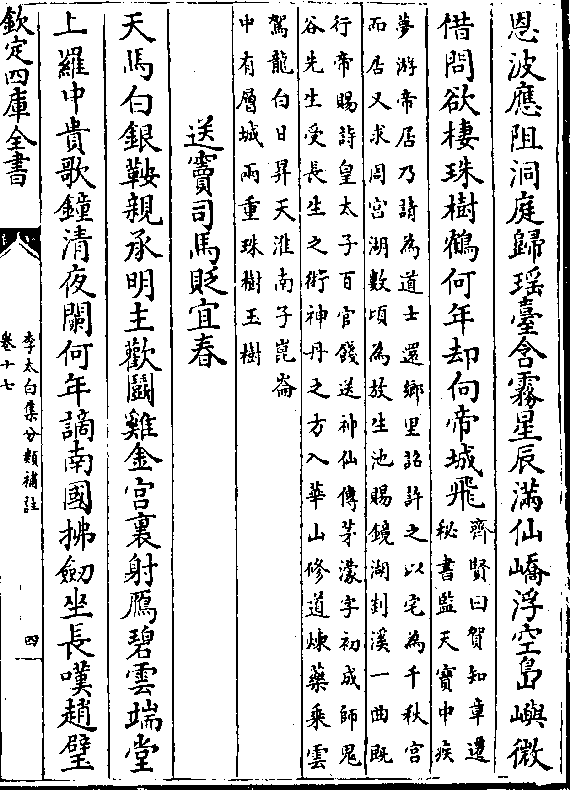 恩波應阻洞庭歸瑶臺含霧星辰滿仙嶠浮空島嶼微
借問欲棲珠樹鶴何年却向帝城飛
齊賢曰賀知章遷
秘書監天寶中疾
夢游帝居乃請為道士還鄉里詔許之以宅為千秋宫
而居又求周宫湖數頃為放生池賜鏡湖剡溪一曲既
行帝賜詩皇太子百官餞送神仙傳茅濛字初成師鬼
谷先生受長生之術神丹之方入華山修道煉藥乘雲
駕龍白日昇天淮南子崑崙
中有層城兩重珠樹玉樹
送竇司馬貶宜春
天馬白銀鞍親承明主歡鬭雞金宫裏射鴈碧雲端堂
上羅中貴歌鐘清夜闌何年謫南國拂劒坐長嘆趙璧
欽定四庫全書
李太白集分類補註
卷十七
四